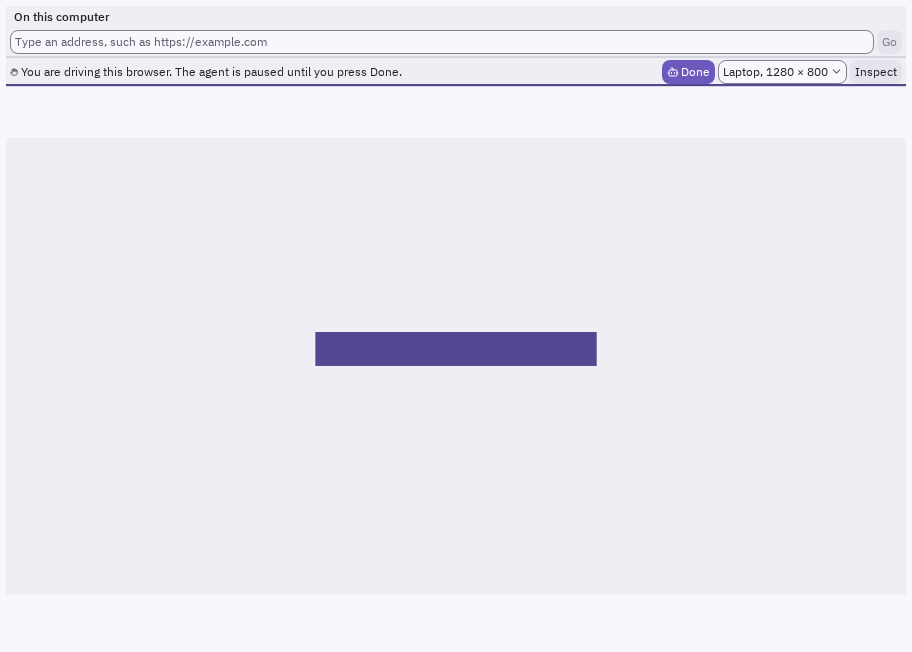 On this computer
Type an address, such as https://example.com
Go
You are driving this browser. The agent is paused until you press Done.
Done
Laptop, 1280 × 800
Inspect